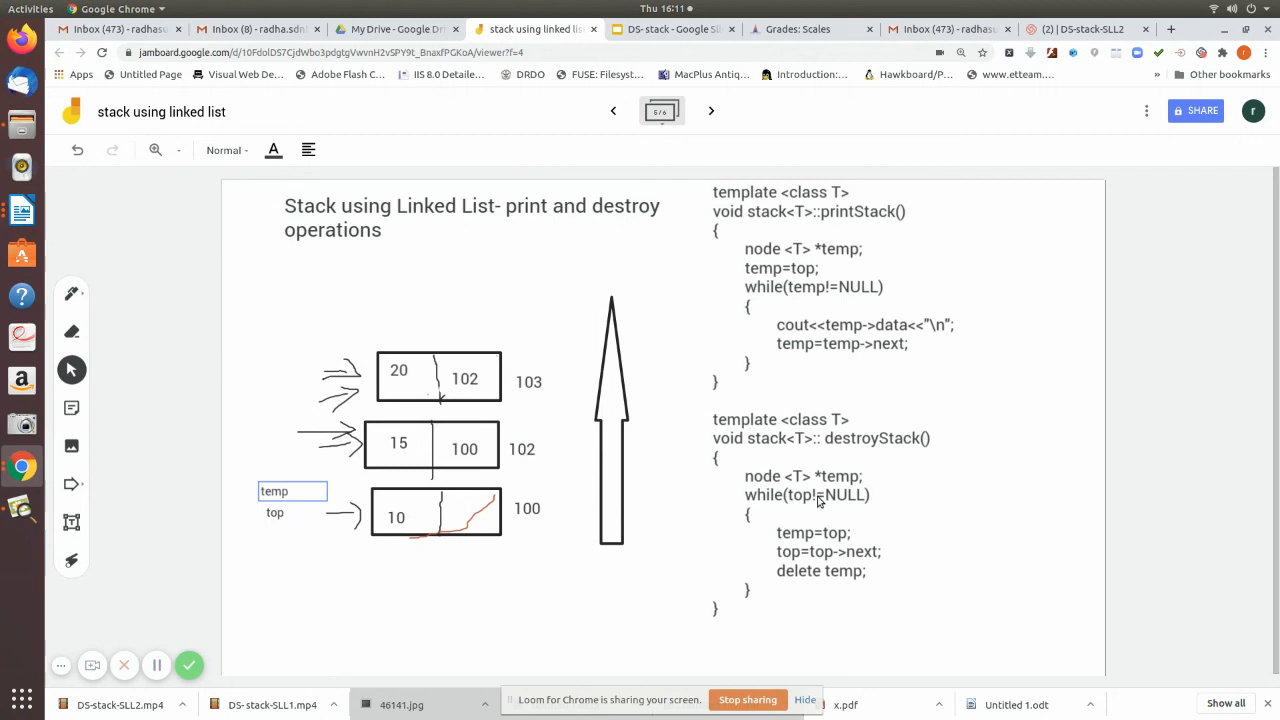 Activities
Google Chrome
Thu 16:11
Inbox (473) - radhasu
Inbox (8) - radha.sdnl
My Drive - Google Dri
stack using linked list
DS- stack - Google Sl
Grades: Scales
Inbox (473) - radhasu
DS-stack-SLL2
jamboard.google.com/d/10FdolDS7CjdWbo3pdgtgVwvnH2vSPY9t_BnaxfPGKoA/viewer?f=4
Apps
Untitled Page
Visual Web De...
Adobe Flash C...
IIS 8.0 Detaile...
DRDO
FUSE: Filesyst...
MacPlus Antiq...
Introduction:...
Hawkboard/P...
www.etteam....
»
Other bookmarks
stack using linked list
5/6
SHARE
r
Normal
A
Stack using Linked List- print and destroy
operations
20
102
103
15
100
102
temp
top
10
100
template <class T>
void stack<T>::printStack()
{
node <T> *temp;
temp=top;
while(temp!=NULL)
{
cout<<temp->data<<"\n";
temp=temp->next;
}
}
template <class T>
void stack<T>:: destroyStack()
{
node <T> *temp;
while(top!=NULL)
{
temp=top;
top=top->next;
delete temp;
}
}
DS-stack-SLL2.mp4
DS- stack-SLL1.mp4
46141.jpg
Loom for Chrome is sharing your screen.
Stop sharing
Hide
x.pdf
Untitled 1.odt
Show all